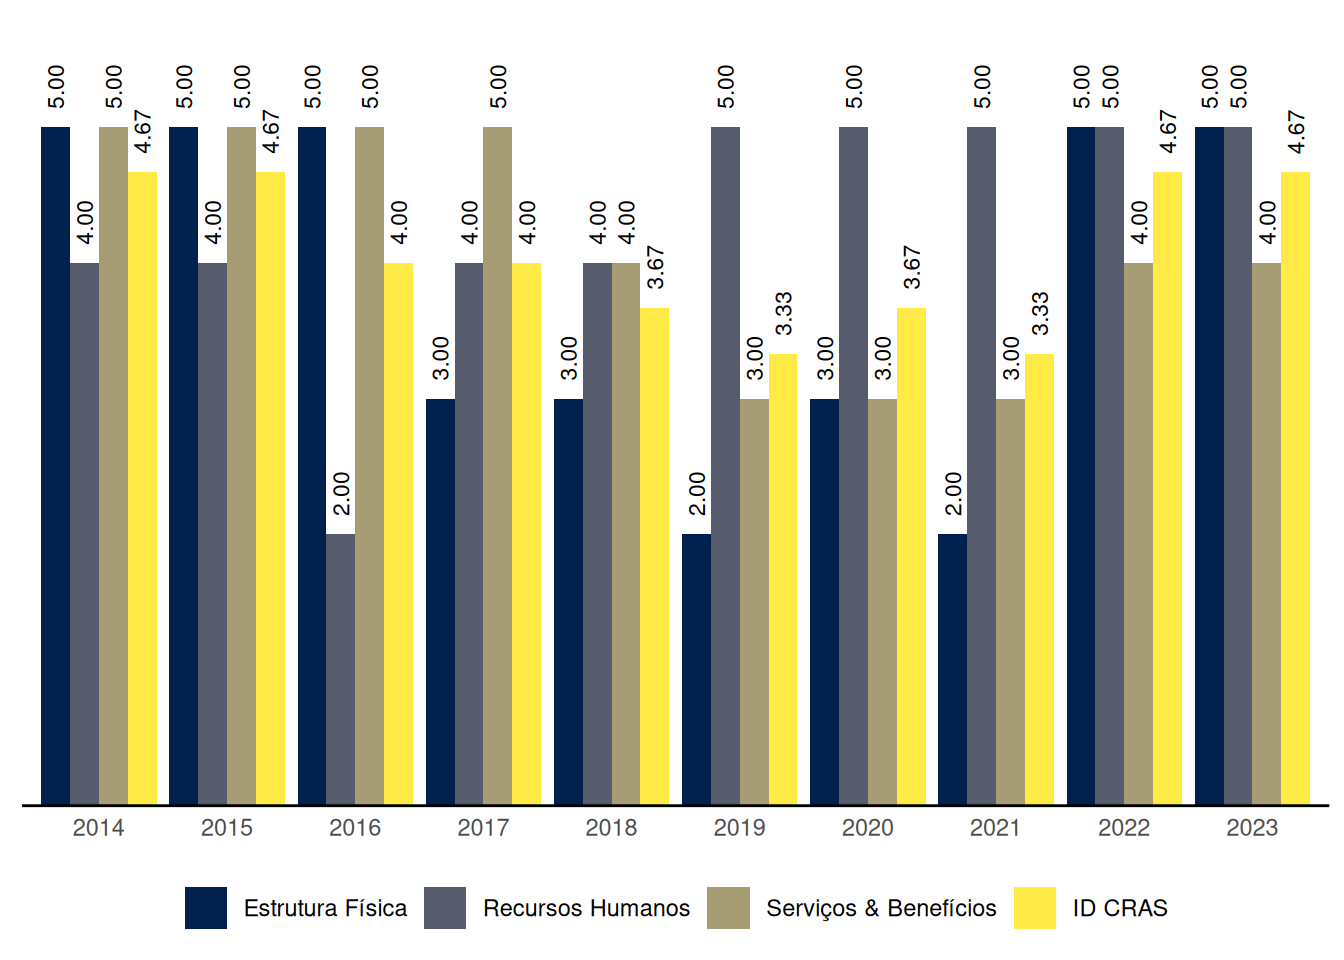 5.00 4.00 5.00 4.67 5.00 4.00 5.00 4.67 5.00 2.00 5.00 4.00 3.00 4.00 5.00 4.00 3.00 4.00 4.00 3.67 2.00 5.00 3.00 3.33 3.00 5.00 3.00 3.67 2.00 5.00 3.00 3.33 5.00 5.00 4.00 4.67 5.00 5.00 4.00 4.67
2014 2015 2016 2017 2018 2019 2020 2021 2022 2023
Estrutura Física Recursos Humanos Serviços & Benefícios ID CRAS